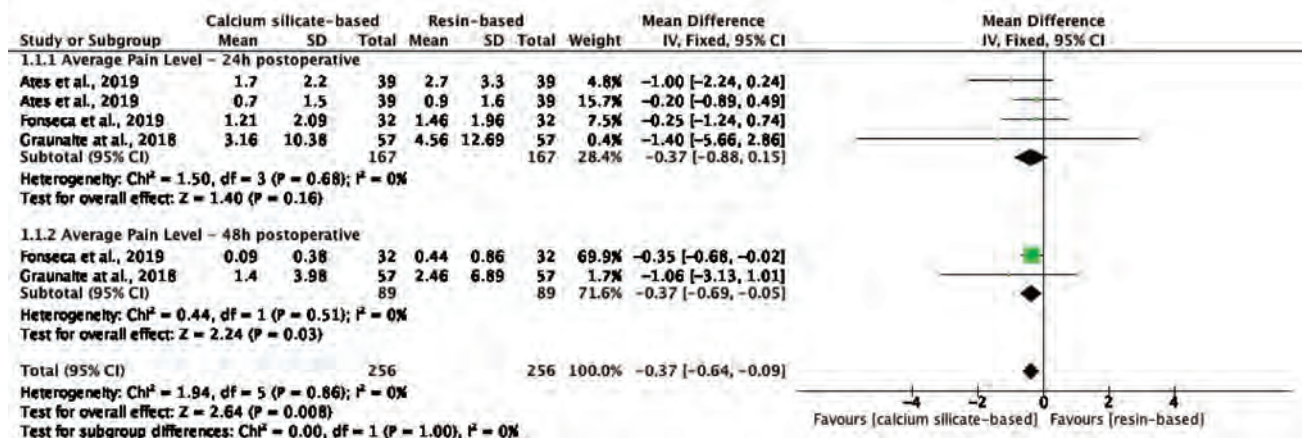 Calcium silicate-based Resin-based Mean Difference Mean Difference
Study or Subgroup Mean SD Total Mean SD Total Weight IV, Fixed, 95% CI IV, Fixed, 95% CI
1.1.1 Average Pain Level – 24h postoperative
Ates et al., 2019 1.7 2.2 39 2.7 3.3 39 4.8% −1.00 [−2.24, 0.24]
Ates et al., 2019 0.7 1.5 39 0.9 1.6 39 15.7% −0.20 [−0.89, 0.49]
Fonseca et al., 2019 1.21 2.09 32 1.46 1.96 32 7.5% −0.25 [−1.24, 0.74]
Graunaite at al., 2018 3.16 10.38 57 4.56 12.69 57 0.4% −1.40 [−5.66, 2.86]
Subtotal (95% CI) 167 167 28.4% −0.37 [−0.88, 0.15]
Heterogeneity: Chi² = 1.50, df = 3 (P = 0.68); I² = 0%
Test for overall effect: Z = 1.40 (P = 0.16)
1.1.2 Average Pain Level – 48h postoperative
Fonseca et al., 2019 0.09 0.38 32 0.44 0.86 32 69.9% −0.35 [−0.68, −0.02]
Graunaite at al., 2018 1.4 3.98 57 2.46 6.89 57 1.7% −1.06 [−3.13, 1.01]
Subtotal (95% CI) 89 89 71.6% −0.37 [−0.69, −0.05]
Heterogeneity: Chi² = 0.44, df = 1 (P = 0.51); I² = 0%
Test for overall effect: Z = 2.24 (P = 0.03)
Total (95% CI) 256 256 100.0% −0.37 [−0.64, −0.09]
Heterogeneity: Chi² = 1.94, df = 5 (P = 0.86); I² = 0%
Test for overall effect: Z = 2.64 (P = 0.008)
Test for subgroup differences: Chi² = 0.00, df = 1 (P = 1.00), I² = 0%
−4 −2 0 2 4
Favours [calcium silicate-based] Favours [resin-based]